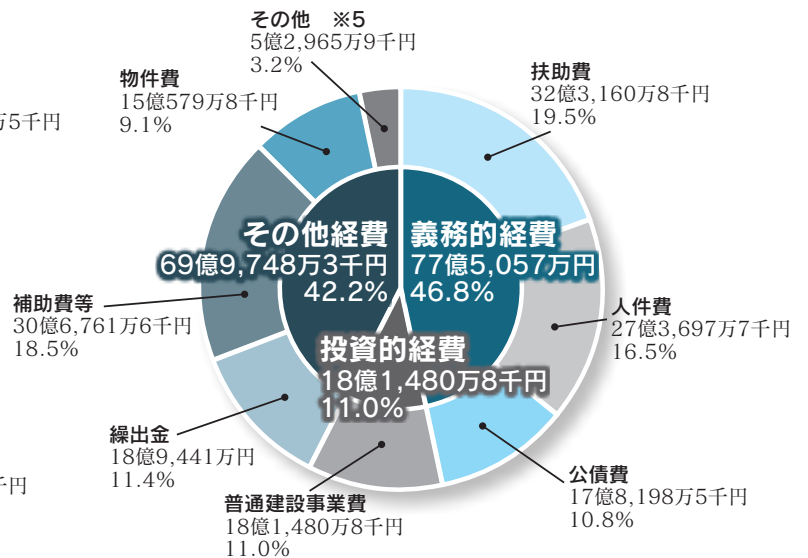 その他　※5
5億2,965万9千円
3.2%
物件費
15億579万8千円
9.1%
扶助費
32億3,160万8千円
19.5%
万5千円
その他経費
69億9,748万3千円
42.2%
義務的経費
77億5,057万円
46.8%
投資的経費
18億1,480万8千円
11.0%
補助費等
30億6,761万6千円
18.5%
人件費
27億3,697万7千円
16.5%
繰出金
18億9,441万円
11.4%
千円
普通建設事業費
18億1,480万8千円
11.0%
公債費
17億8,198万5千円
10.8%